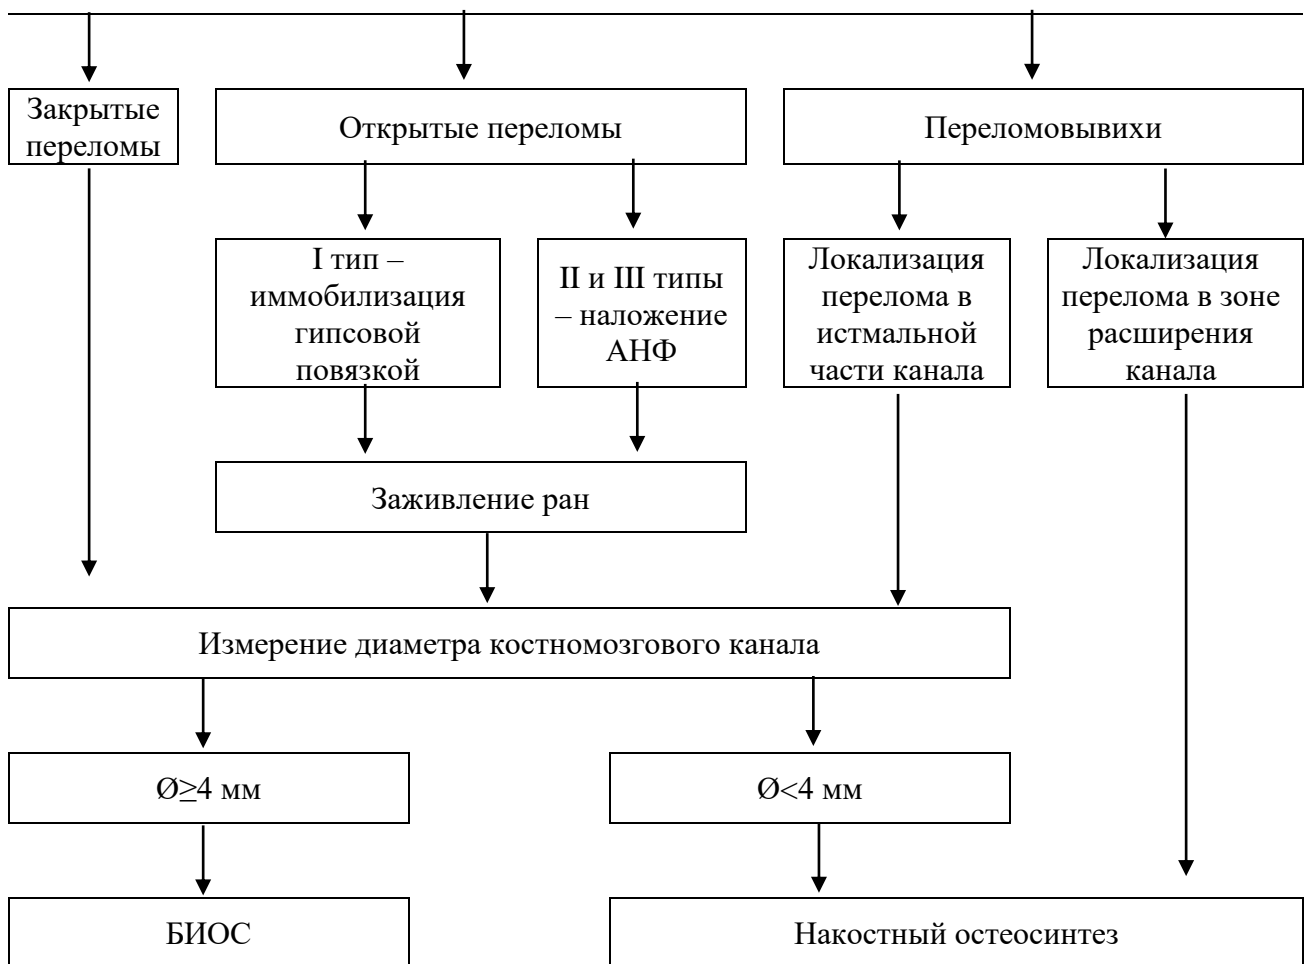 Закрытые
переломы
Открытые переломы
Переломовывихи
I тип –
иммобилизация
гипсовой
повязкой
II и III типы
– наложение
АНФ
Локализация
перелома в
истмальной
части канала
Локализация
перелома в зоне
расширения
канала
Заживление ран
Измерение диаметра костномозгового канала
Ø≥4 мм
Ø<4 мм
БИОС
Накостный остеосинтез